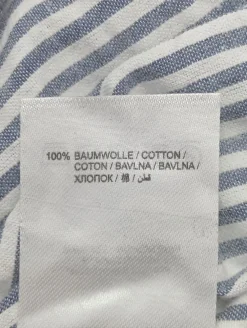 100% BAUMWOLLE / COTTON /
COTON / BAVLNA / BAVLNA /
ХЛОПОК / 棉 / قطن